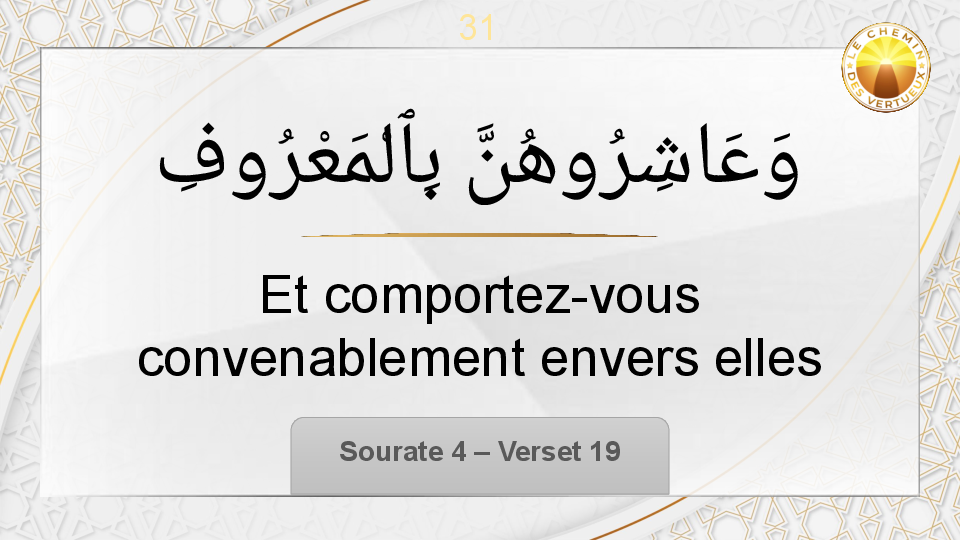 31
LE CHEMIN
DES VERTUEUX
وَعَاشِرُوهُنَّ بِٱلْمَعْرُوفِ
Et comportez-vous
convenablement envers elles
Sourate 4 – Verset 19